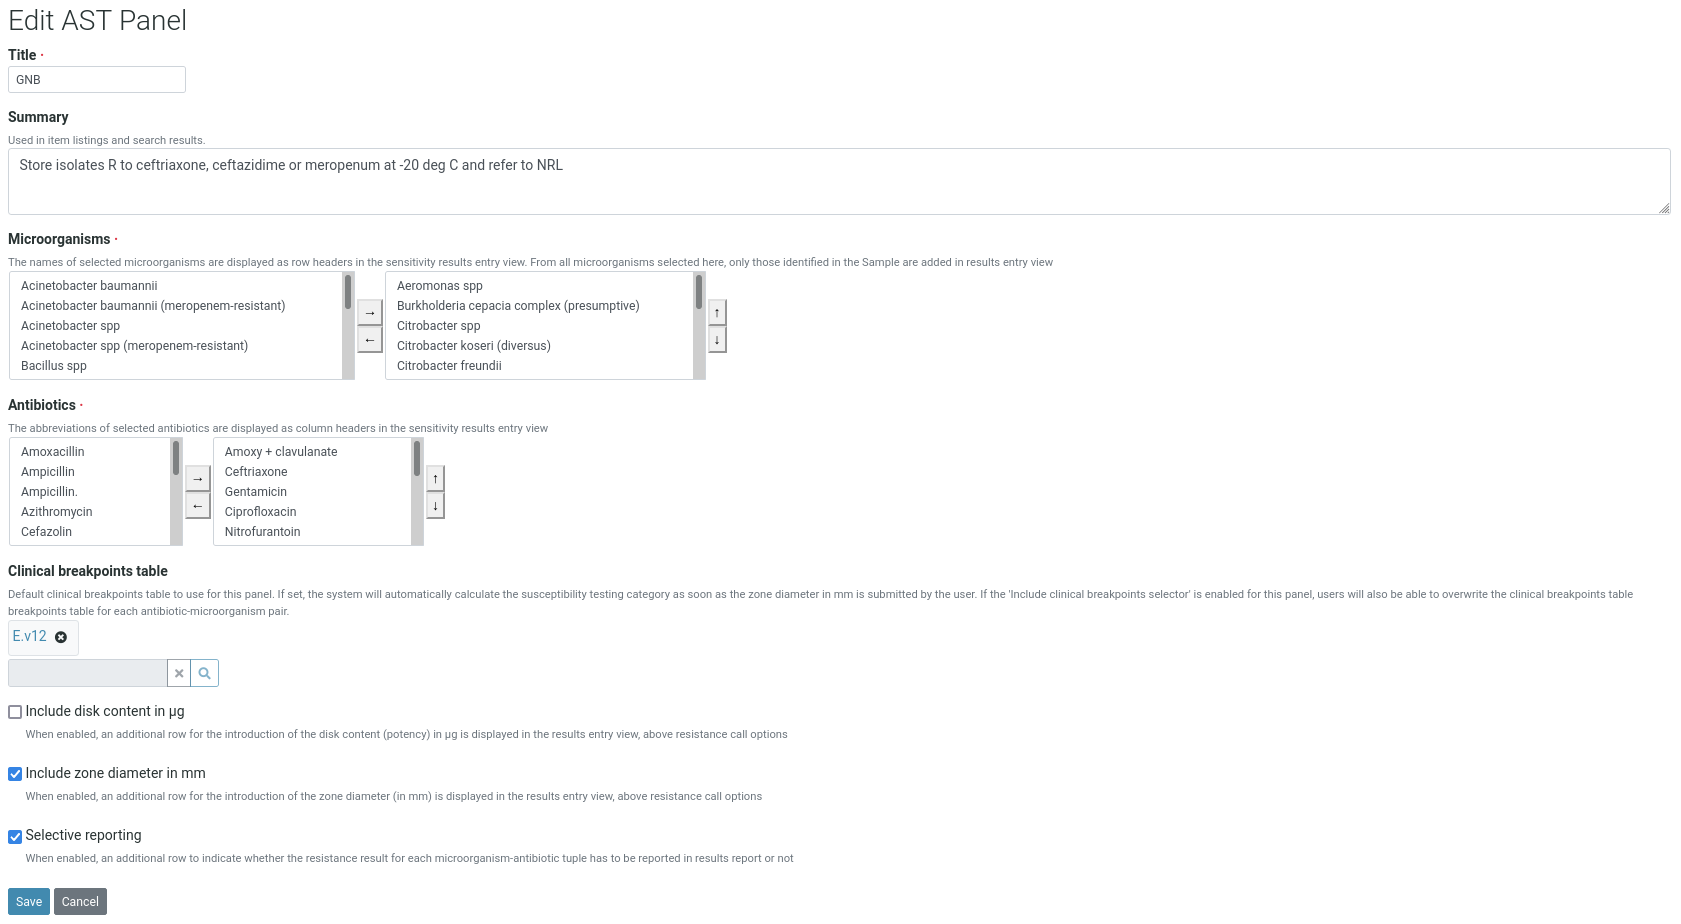 Edit AST Panel
Title
GNB
Summary
Used in item listings and search results.
Store isolates R to ceftriaxone, ceftazidime or meropenum at -20 deg C and refer to NRL
Microorganisms
The names of selected microorganisms are displayed as row headers in the sensitivity results entry view. From all microorganisms selected here, only those identified in the Sample are added in results entry view
Acinetobacter baumannii
Acinetobacter baumannii (meropenem-resistant)
Acinetobacter spp
Acinetobacter spp (meropenem-resistant)
Bacillus spp
→
←
Aeromonas spp
Burkholderia cepacia complex (presumptive)
Citrobacter spp
Citrobacter koseri (diversus)
Citrobacter freundii
↑
↓
Antibiotics
The abbreviations of selected antibiotics are displayed as column headers in the sensitivity results entry view
Amoxacillin
Ampicillin
Ampicillin.
Azithromycin
Cefazolin
→
←
Amoxy + clavulanate
Ceftriaxone
Gentamicin
Ciprofloxacin
Nitrofurantoin
↑
↓
Clinical breakpoints table
Default clinical breakpoints table to use for this panel. If set, the system will automatically calculate the susceptibility testing category as soon as the zone diameter in mm is submitted by the user. If the 'Include clinical breakpoints selector' is enabled for this panel, users will also be able to overwrite the clinical breakpoints table
breakpoints table for each antibiotic-microorganism pair.
E.v12
Include disk content in μg
When enabled, an additional row for the introduction of the disk content (potency) in μg is displayed in the results entry view, above resistance call options
Include zone diameter in mm
When enabled, an additional row for the introduction of the zone diameter (in mm) is displayed in the results entry view, above resistance call options
Selective reporting
When enabled, an additional row to indicate whether the resistance result for each microorganism-antibiotic tuple has to be reported in results report or not
Save
Cancel